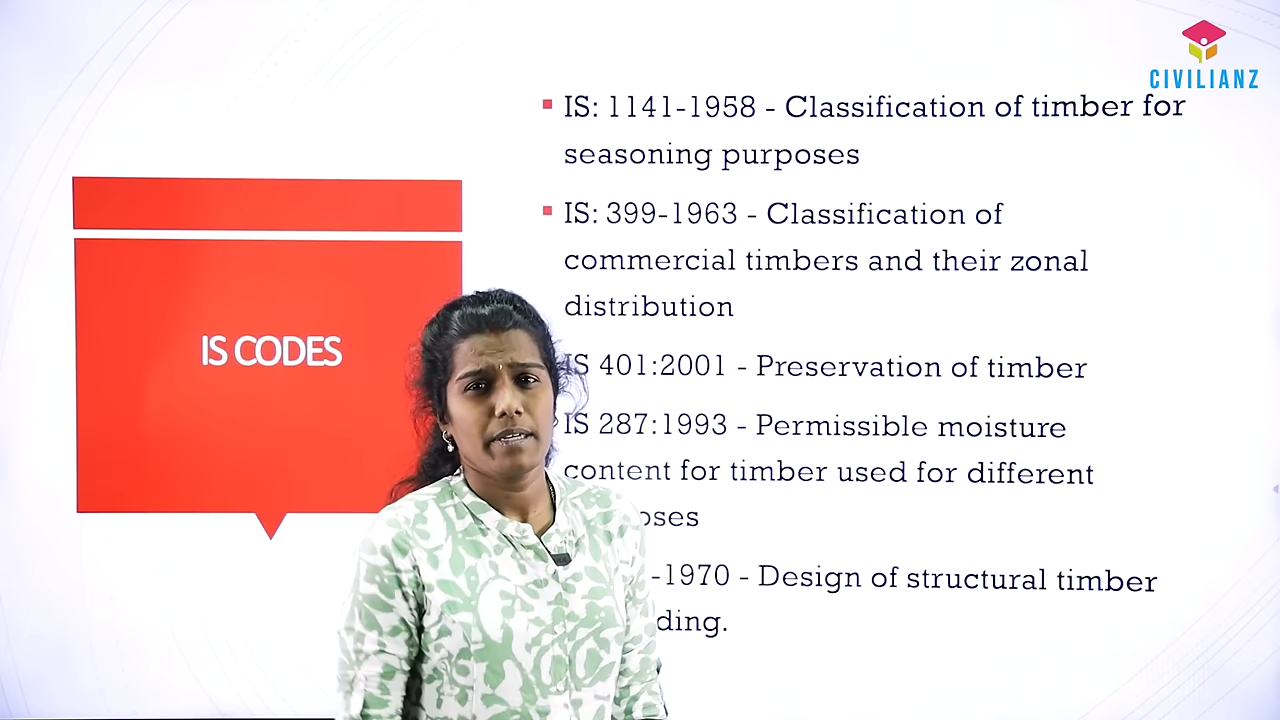 CIVILIANZ
IS: 1141-1958 - Classification of timber for
seasoning purposes
IS: 399-1963 - Classification of
commercial timbers and their zonal
distribution
IS CODES
IS 401:2001 - Preservation of timber
IS 287:1993 - Permissible moisture
content for timber used for different
-1970 - Design of structural timber